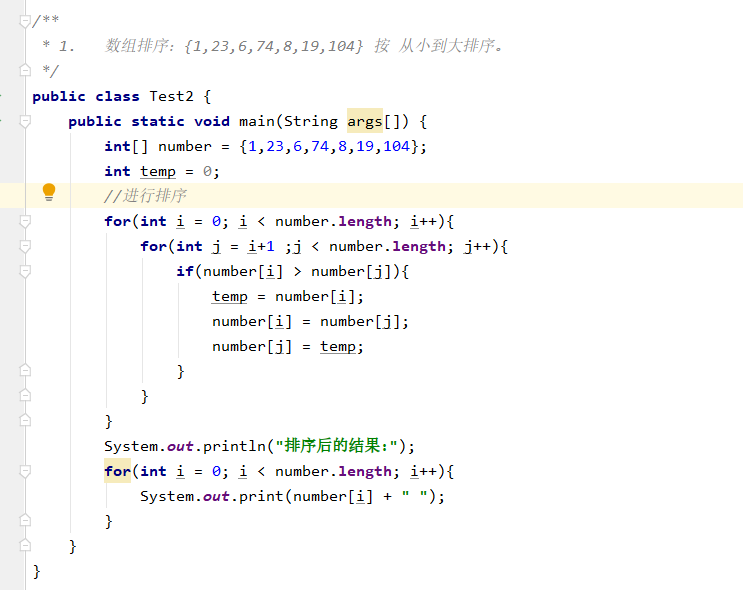 /**
 * 1.   数组排序：{1,23,6,74,8,19,104} 按 从小到大排序。
 */
public class Test2 {
    public static void main(String args[]) {
        int[] number = {1,23,6,74,8,19,104};
        int temp = 0;
        //进行排序
        for(int i = 0; i < number.length; i++){
            for(int j = i+1 ;j < number.length; j++){
                if(number[i] > number[j]){
                    temp = number[i];
                    number[i] = number[j];
                    number[j] = temp;
                }
            }
        }
        System.out.println("排序后的结果:");
        for(int i = 0; i < number.length; i++){
            System.out.print(number[i] + " ");
        }
    }
}